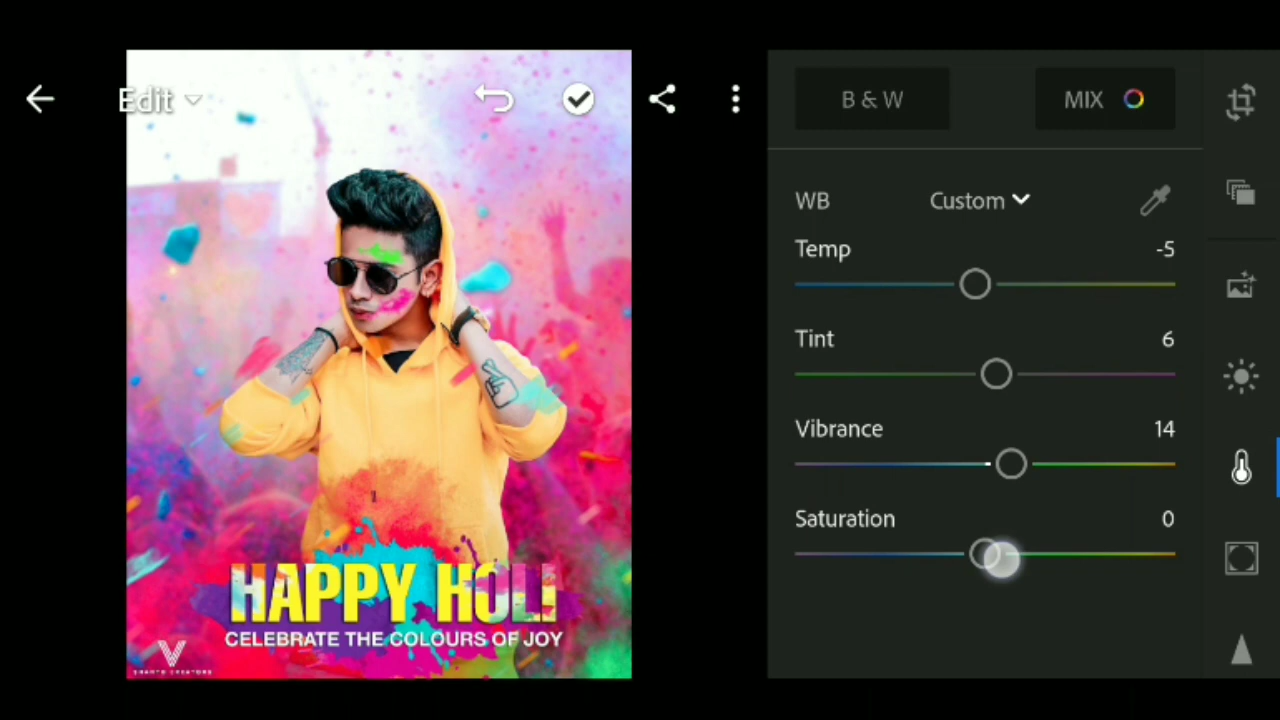 Edit
B & W
MIX
WB
Custom
Temp
-5
Tint
6
Vibrance
14
Saturation
0
HAPPY HOLI
CELEBRATE THE COLOURS OF JOY